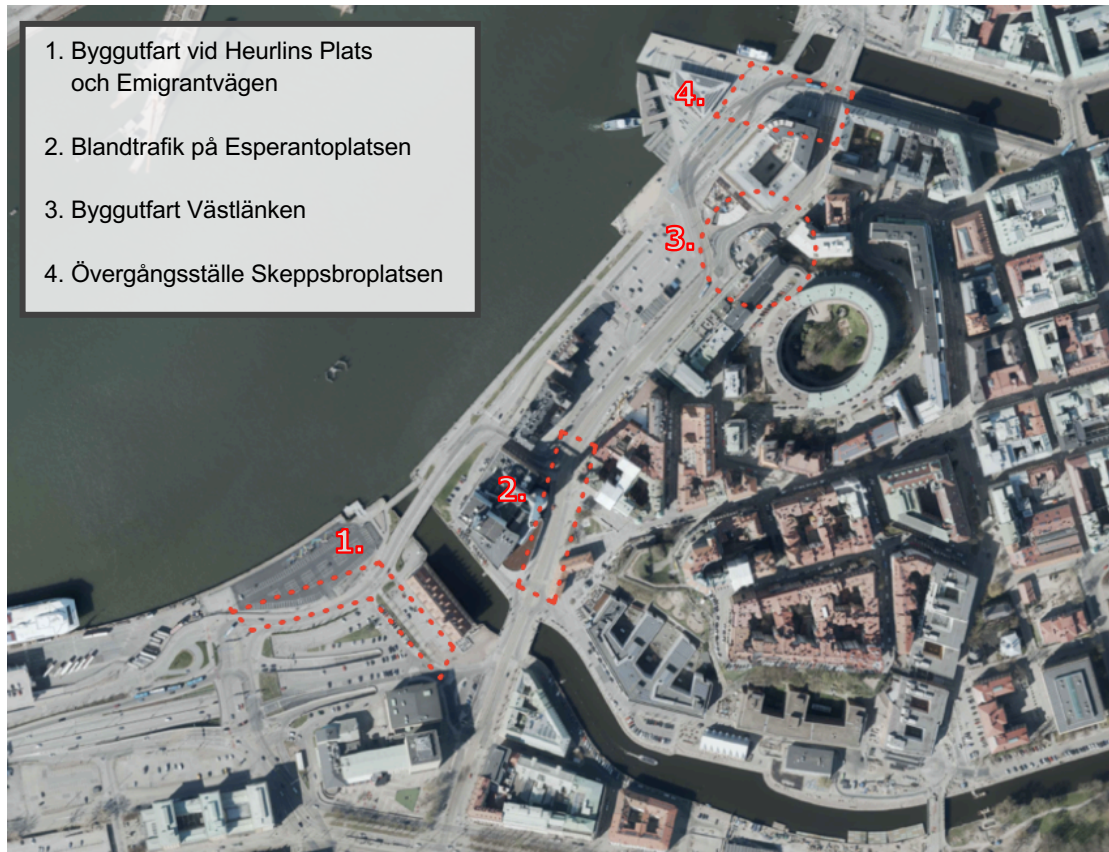 1. Byggutfart vid Heurlins Plats
och Emigrantvägen
2. Blandtrafik på Esperantoplatsen
3. Byggutfart Västlänken
4. Övergångsställe Skeppsbroplatsen
4.
3.
2.
1.